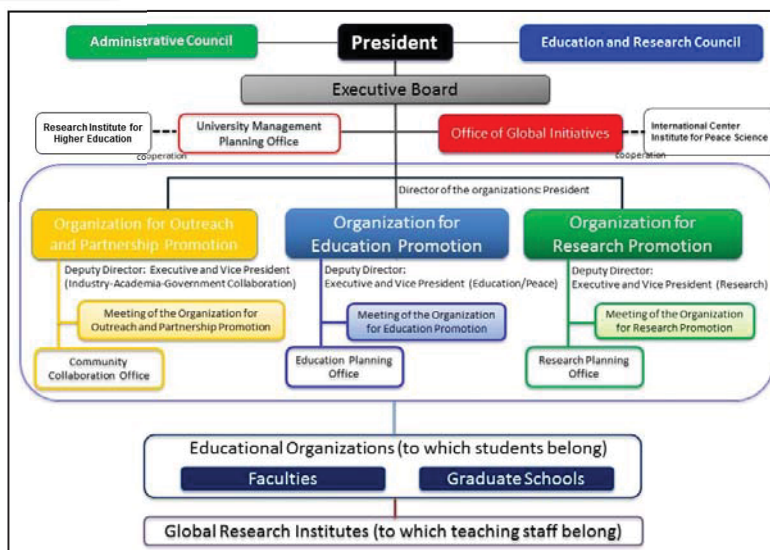 Administrative Council
President
Education and Research Council
Executive Board
Research Institute for
Higher Education
cooperation
University Management
Planning Office
Office of Global Initiatives
cooperation
International Center
Institute for Peace Science
Director of the organizations: President
Organization for Outreach
and Partnership Promotion
Deputy Director: Executive and Vice President
(Industry-Academia-Government Collaboration)
Meeting of the Organization for
Outreach and Partnership Promotion
Community
Collaboration Office
Organization for
Education Promotion
Deputy Director:
Executive and Vice President (Education/Peace)
Meeting of the Organization
for Education Promotion
Education Planning
Office
Organization for
Research Promotion
Deputy Director:
Executive and Vice President (Research)
Meeting of the Organization
for Research Promotion
Research Planning
Office
Educational Organizations (to which students belong)
Faculties
Graduate Schools
Global Research Institutes (to which teaching staff belong)